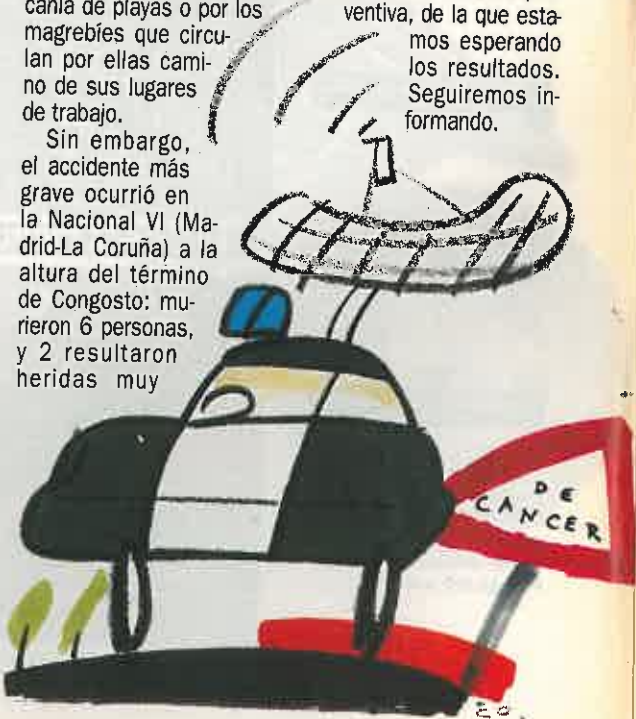 canía de playas o por los
magrebíes que circu-
lan por ellas cami-
no de sus lugares
de trabajo.
Sin embargo,
el accidente más
grave ocurrió en
la Nacional VI (Ma-
drid-La Coruña) a la
altura del término
de Congosto: mu-
rieron 6 personas,
y 2 resultaron
heridas muy
ventiva, de la que esta-
mos esperando
los resultados.
Seguiremos in-
formando.
DE
CANCER